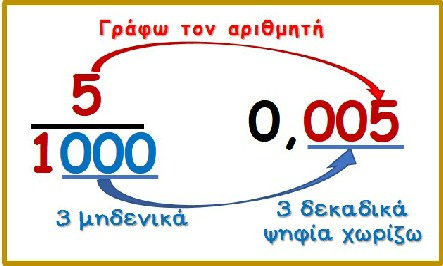 Γράφω τον αριθμητή
5
1000
0,005
3 μηδενικά
3 δεκαδικά
ψηφία χωρίζω